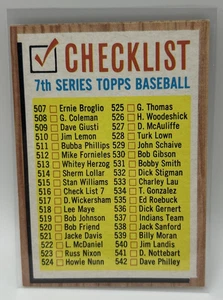 CHECKLIST
7th SERIES TOPPS BASEBALL
507 Ernie Broglio
508 G. Coleman
509 Dave Giusti
510 Jim Lemon
511 Bubba Phillips
512 Mike Fornieles
513 Whitey Herzog
514 Sherm Lollar
515 Stan Williams
516 Check List 7
517 D. Wickersham
518 Lee Maye
519 Bob Johnson
520 Bob Friend
521 Jacke Davis
522 L. McDaniel
523 Russ Nixon
524 Howie Nunn
525 G. Thomas
526 H. Woodeshick
527 D. McAuliffe
528 Turk Lown
529 John Schaive
530 Bob Gibson
531 Bobby Smith
532 Dick Stigman
533 Charley Lau
534 T. Gonzalez
535 Ed Roebuck
536 Dick Gernert
537 Indians Team
538 Jack Sanford
539 Billy Moran
540 Jim Landis
541 D. Nottebart
542 Dave Philley